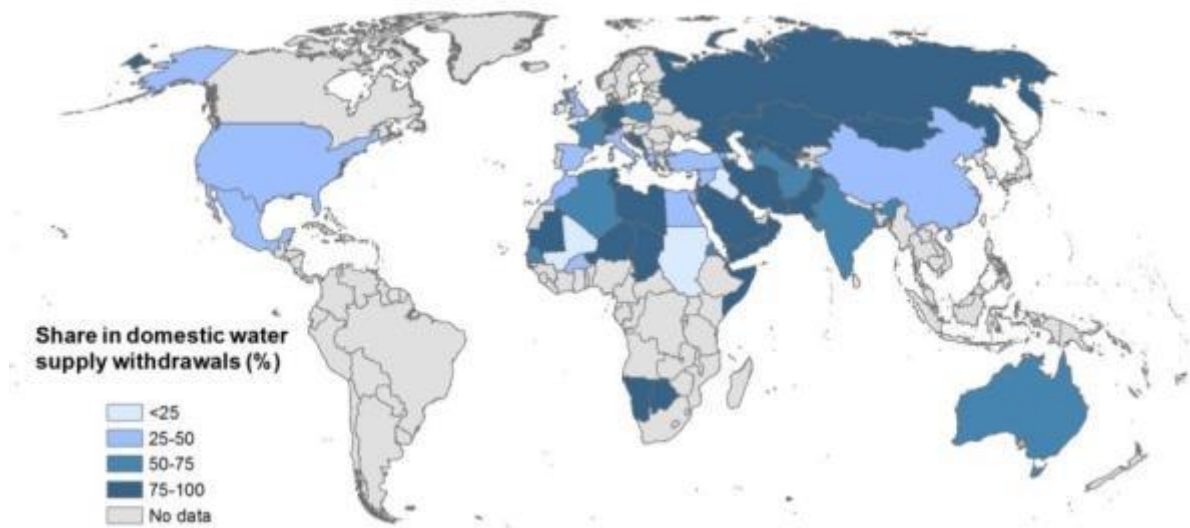 Share in domestic water
supply withdrawals (%)
<25
25-50
50-75
75-100
No data